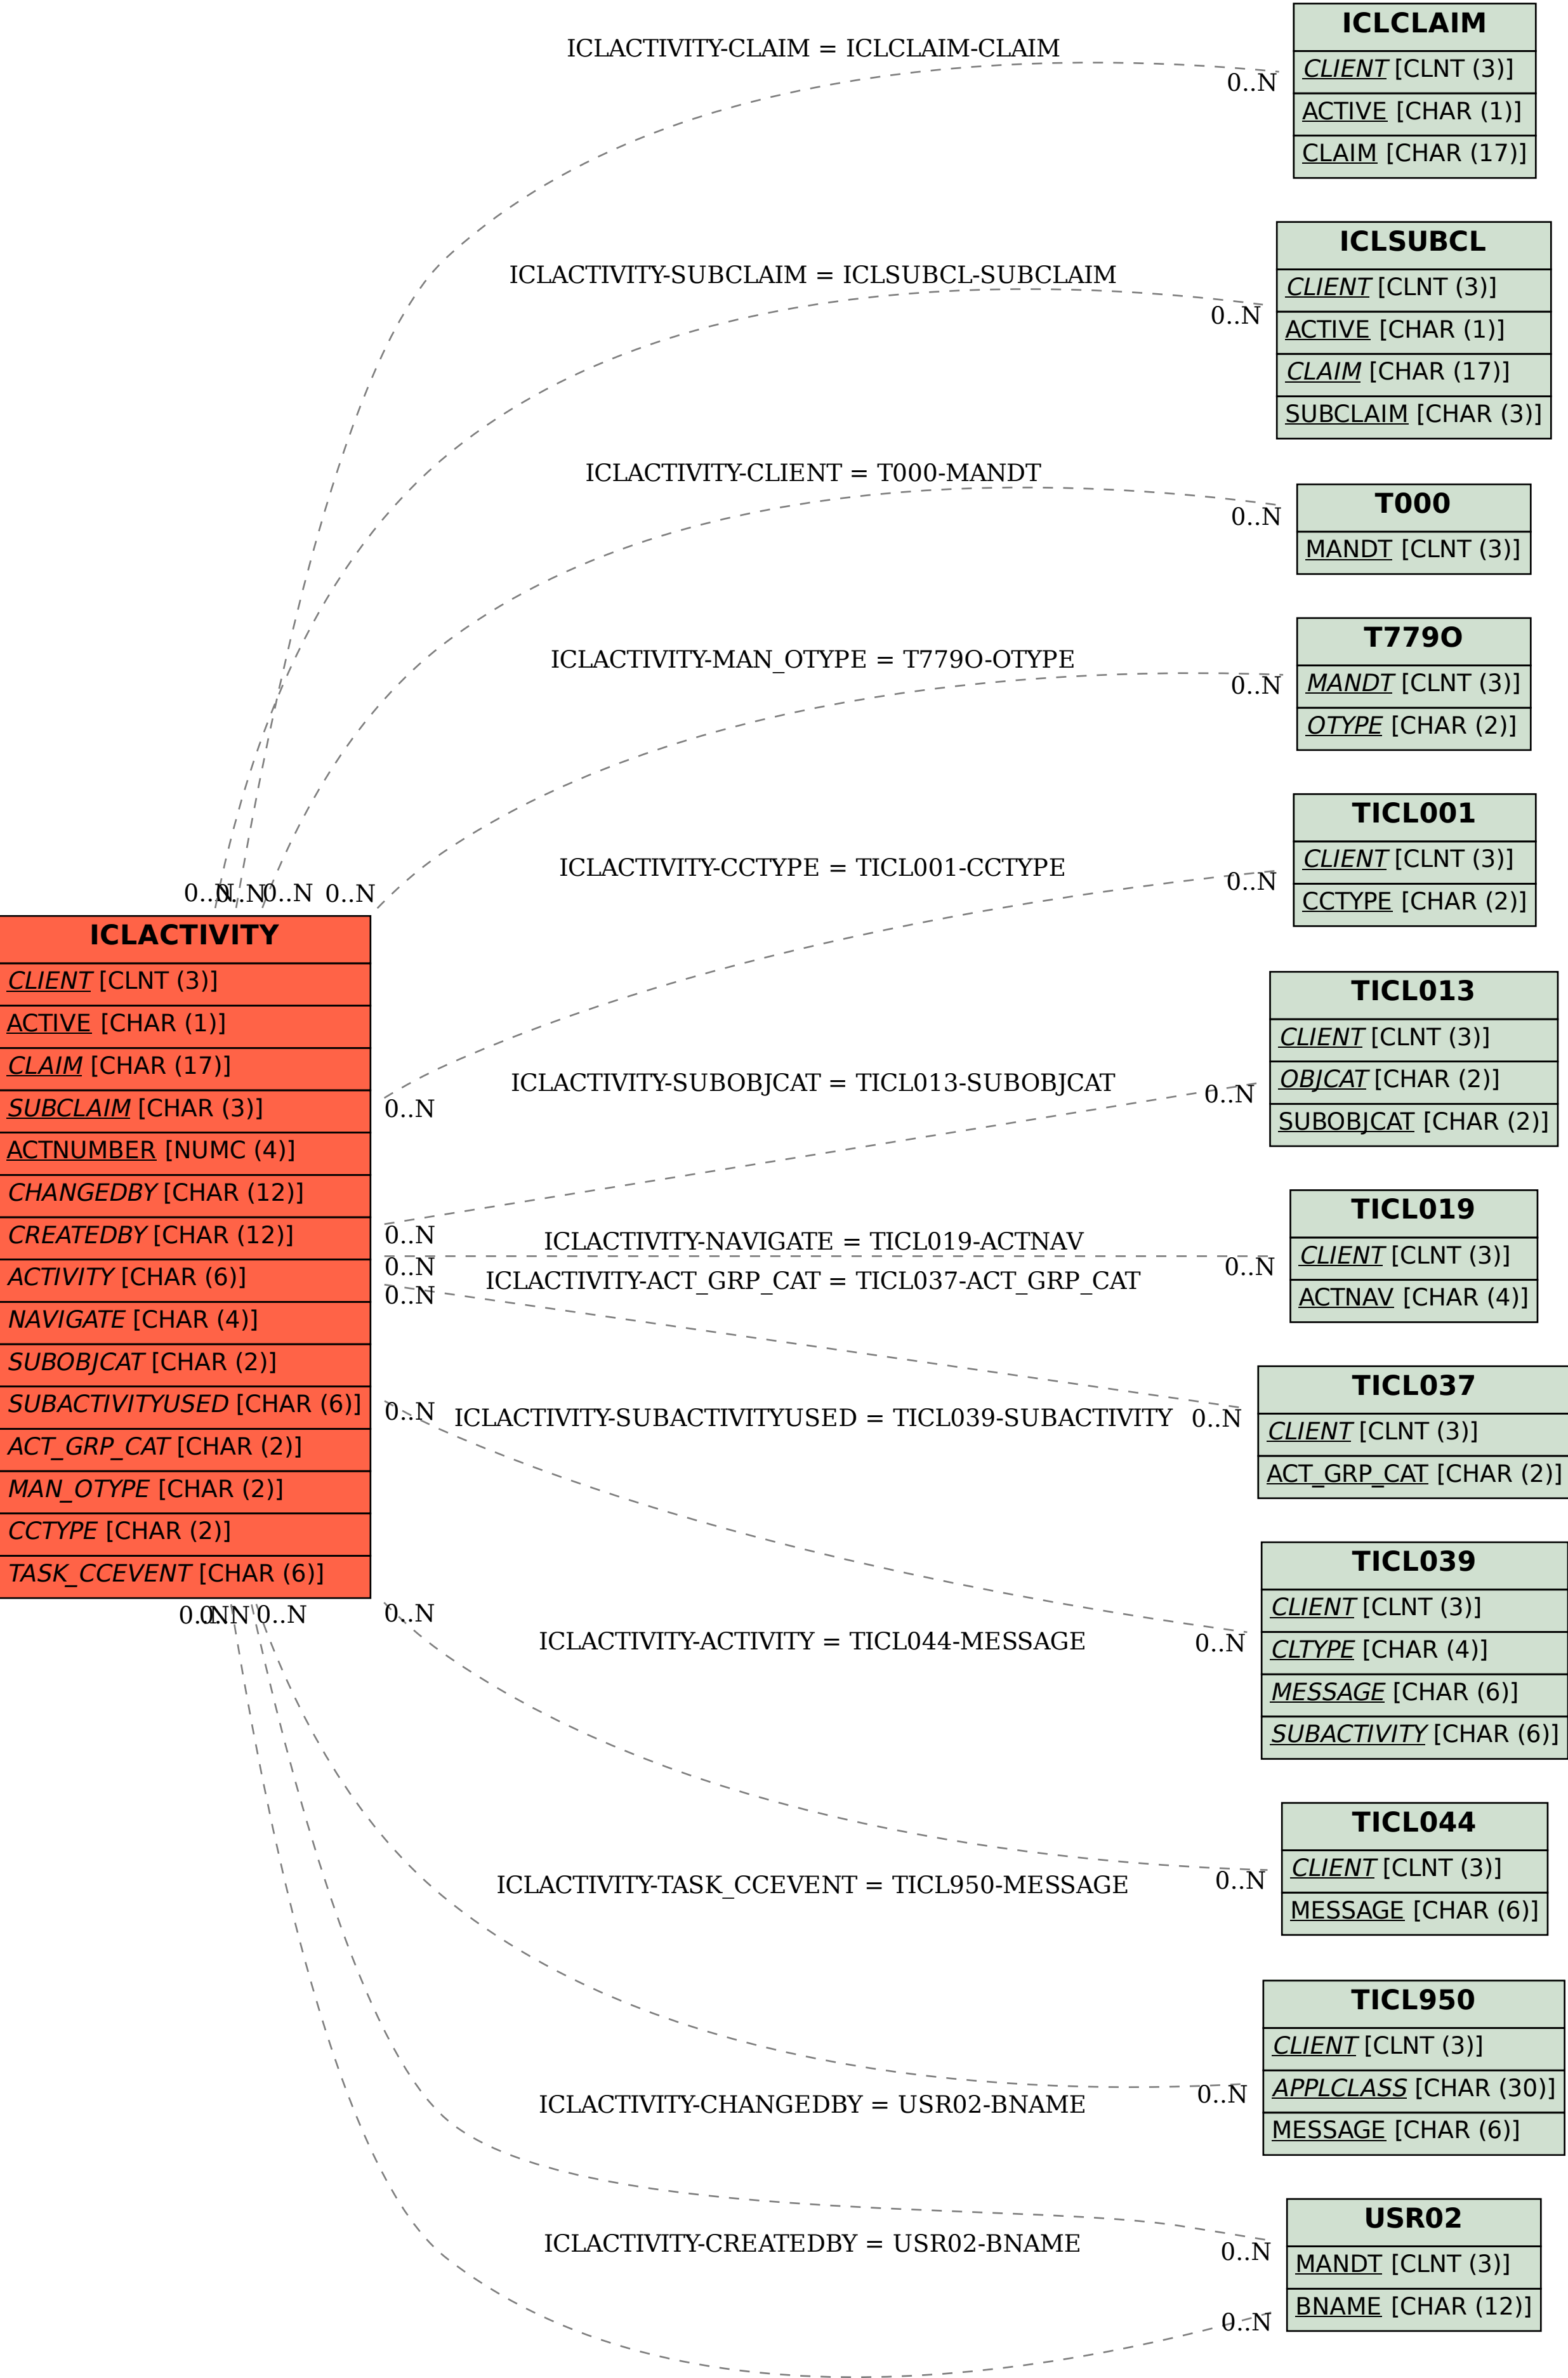 ICLACTIVITY-CLAIM = ICLCLAIM-CLAIM
0..N
ICLCLAIM
CLIENT [CLNT (3)]
ACTIVE [CHAR (1)]
CLAIM [CHAR (17)]
ICLACTIVITY-SUBCLAIM = ICLSUBCL-SUBCLAIM
0..N
ICLSUBCL
CLIENT [CLNT (3)]
ACTIVE [CHAR (1)]
CLAIM [CHAR (17)]
SUBCLAIM [CHAR (3)]
ICLACTIVITY-CLIENT = T000-MANDT
0..N
T000
MANDT [CLNT (3)]
ICLACTIVITY-MAN_OTYPE = T779O-OTYPE
0..N
T779O
MANDT [CLNT (3)]
OTYPE [CHAR (2)]
ICLACTIVITY-CCTYPE = TICL001-CCTYPE
0..N
TICL001
CLIENT [CLNT (3)]
CCTYPE [CHAR (2)]
0..N
0..N
0..N
0..N
ICLACTIVITY
CLIENT [CLNT (3)]
ACTIVE [CHAR (1)]
CLAIM [CHAR (17)]
SUBCLAIM [CHAR (3)]
ACTNUMBER [NUMC (4)]
CHANGEDBY [CHAR (12)]
CREATEDBY [CHAR (12)]
ACTIVITY [CHAR (6)]
NAVIGATE [CHAR (4)]
SUBOBJCAT [CHAR (2)]
SUBACTIVITYUSED [CHAR (6)]
ACT_GRP_CAT [CHAR (2)]
MAN_OTYPE [CHAR (2)]
CCTYPE [CHAR (2)]
TASK_CCEVENT [CHAR (6)]
0..N
0..N
0..N
0..N
0..N
0..N
0..N
0..N
0..N
ICLACTIVITY-SUBOBJCAT = TICL013-SUBOBJCAT
0..N
TICL013
CLIENT [CLNT (3)]
OBJCAT [CHAR (2)]
SUBOBJCAT [CHAR (2)]
ICLACTIVITY-NAVIGATE = TICL019-ACTNAV
0..N
TICL019
CLIENT [CLNT (3)]
ACTNAV [CHAR (4)]
ICLACTIVITY-ACT_GRP_CAT = TICL037-ACT_GRP_CAT
0..N
TICL037
CLIENT [CLNT (3)]
ACT_GRP_CAT [CHAR (2)]
ICLACTIVITY-SUBACTIVITYUSED = TICL039-SUBACTIVITY
0..N
TICL039
CLIENT [CLNT (3)]
CLTYPE [CHAR (4)]
MESSAGE [CHAR (6)]
SUBACTIVITY [CHAR (6)]
ICLACTIVITY-ACTIVITY = TICL044-MESSAGE
0..N
TICL044
CLIENT [CLNT (3)]
MESSAGE [CHAR (6)]
ICLACTIVITY-TASK_CCEVENT = TICL950-MESSAGE
0..N
TICL950
CLIENT [CLNT (3)]
APPLCLASS [CHAR (30)]
MESSAGE [CHAR (6)]
ICLACTIVITY-CHANGEDBY = USR02-BNAME
0..N
ICLACTIVITY-CREATEDBY = USR02-BNAME
0..N
USR02
MANDT [CLNT (3)]
BNAME [CHAR (12)]